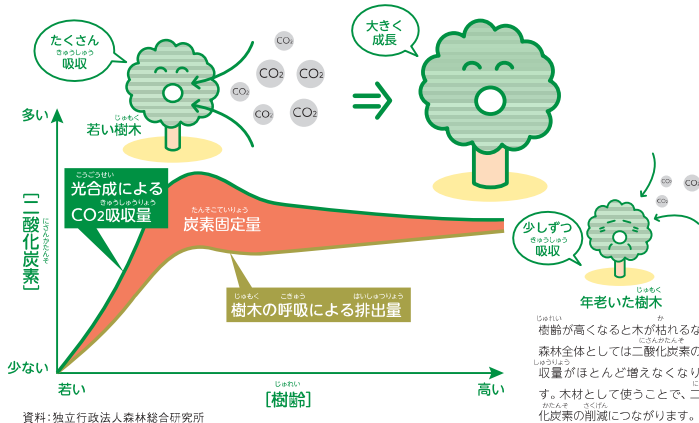 たくさん
きゅうしゅう
吸収
CO2
CO2
CO2
CO2
CO2
CO2
大きく
成長
じゅもく
若い樹木
多い
[二酸化炭素]
にさんかたんそ
少ない
こうごうせい
光合成による
きゅうしゅうりょう
CO2吸収量
たんそこていりょう
炭素固定量
じゅもく こきゅう はいしゅつりょう
樹木の呼吸による排出量
CO2
CO2
CO2
少しずつ
きゅうしゅう
吸収
じゅもく
年老いた樹木
若い
じゅれい
[樹齢]
高い
じゅれい か
樹齢が高くなると木が枯れるな
にさんかたんそ
森林全体としては二酸化炭素の
しゅうりょう
収量がほとんど増えなくなり
に
す。木材として使うことで、二
かたんそ さくげん
化炭素の削減につながります。
資料：独立行政法人森林総合研究所